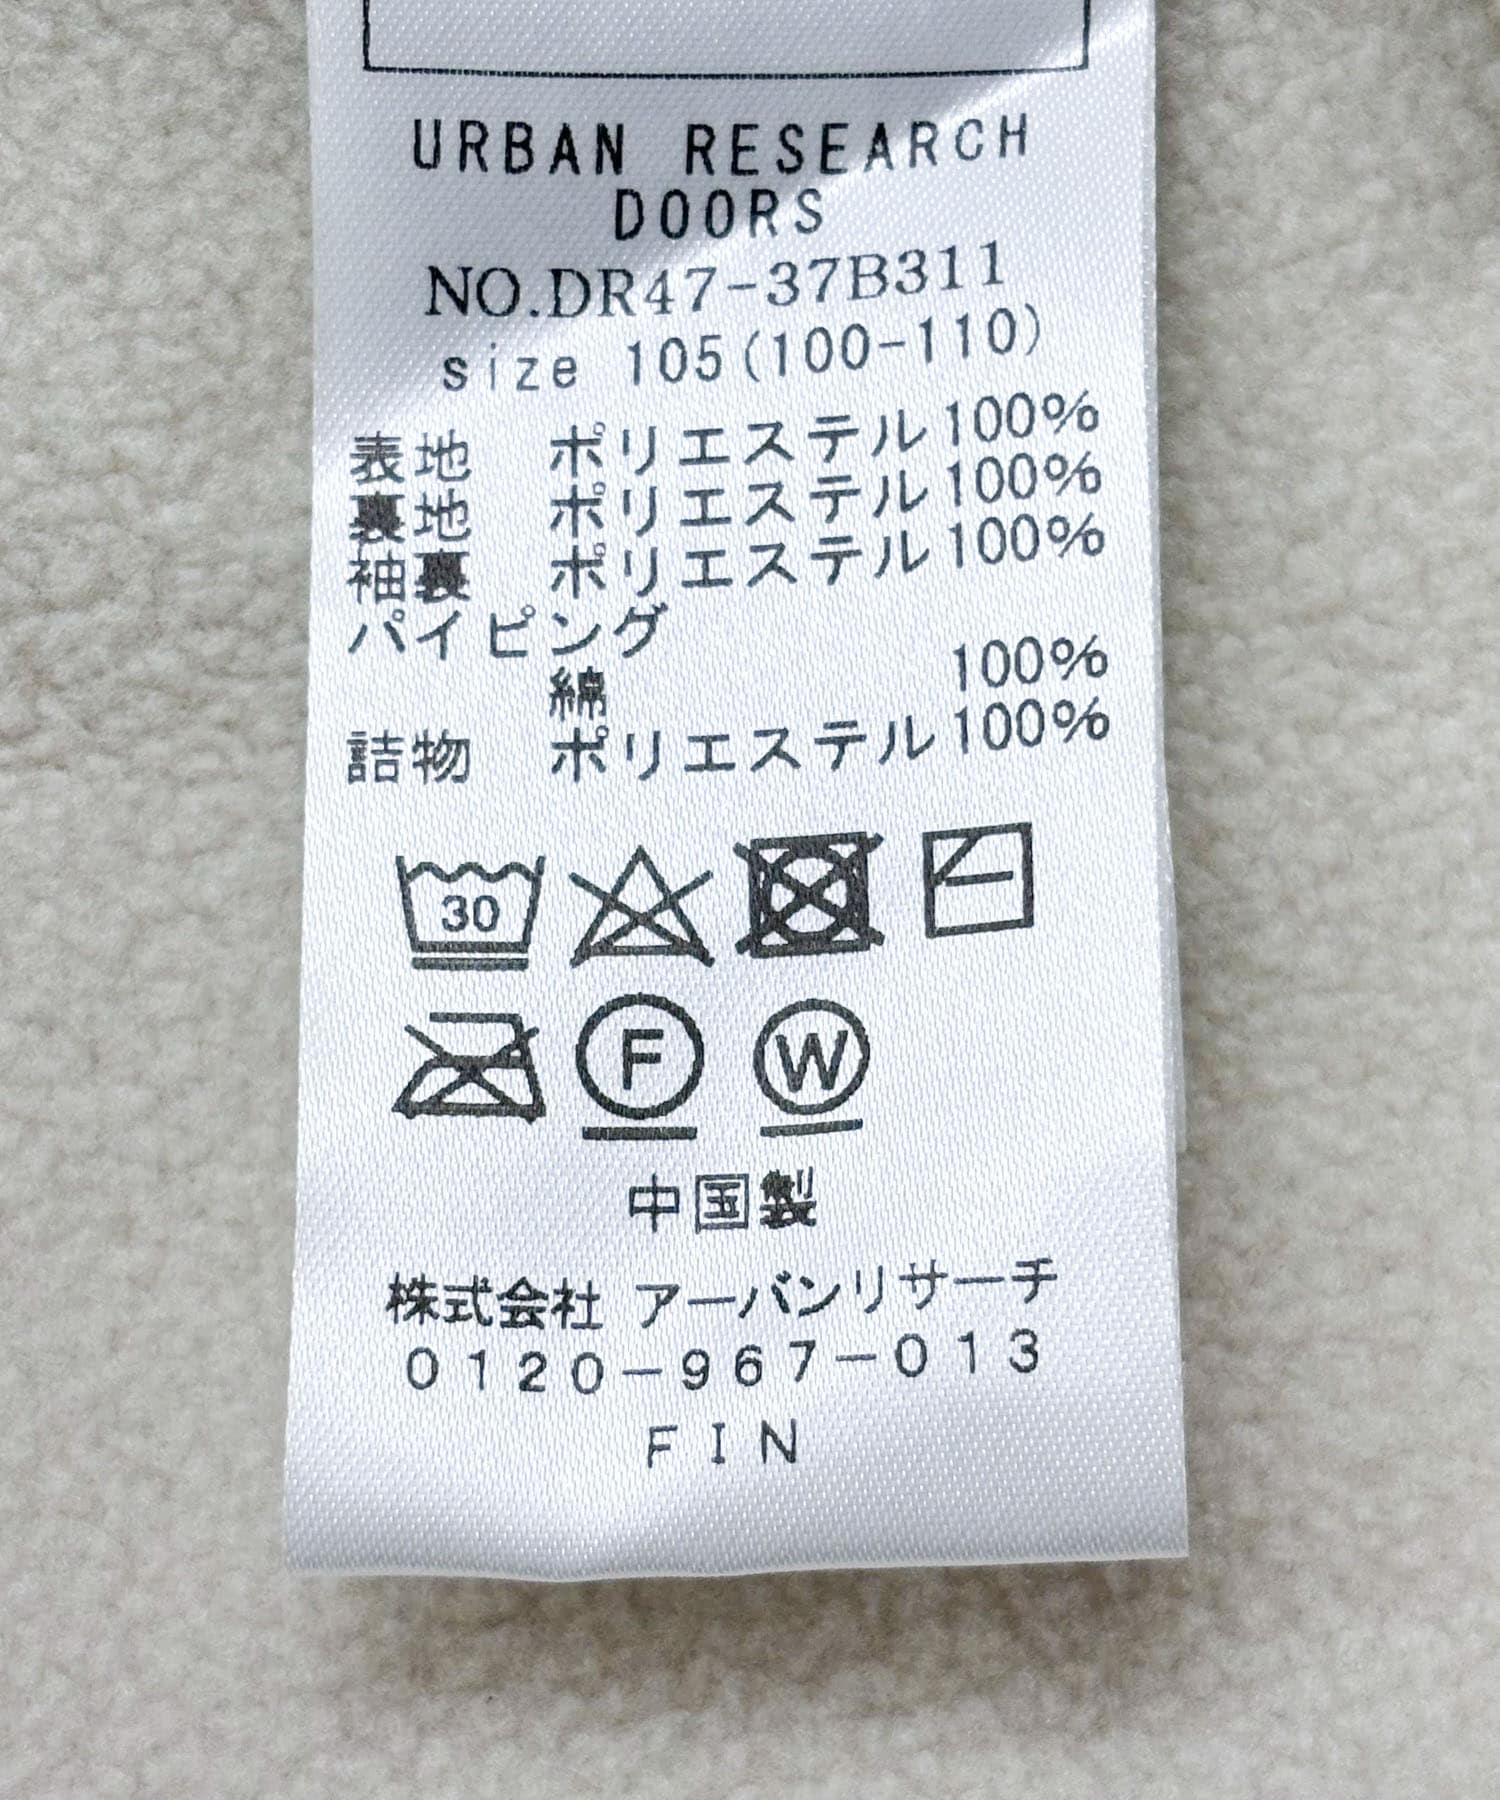 URBAN RESEARCH
DOORS
NO.DR47-37B311
size 105(100-110)
表地 ポリエステル100%
裏地 ポリエステル100%
袖裏 ポリエステル100%
パイピング
綿 100%
詰物 ポリエステル100%
30
F W
中国製
株式会社 アーバンリサーチ
0120-967-013
FIN